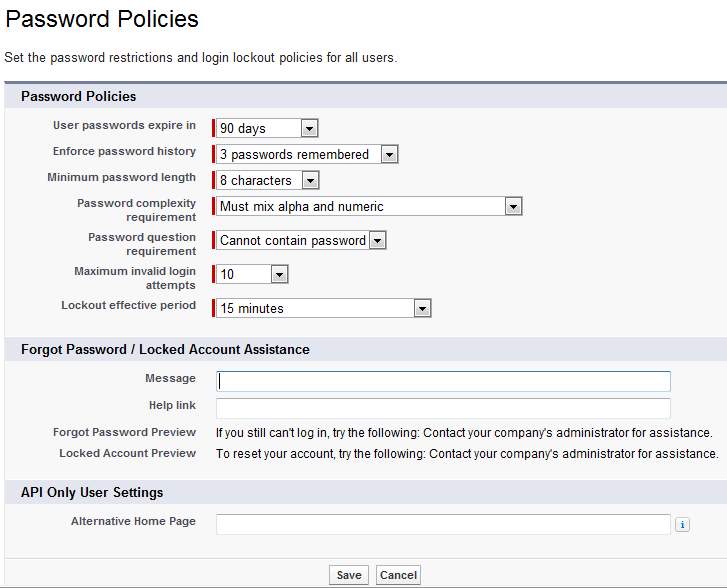 Password Policies
Set the password restrictions and login lockout policies for all users.
Password Policies
User passwords expire in 90 days
Enforce password history 3 passwords remembered
Minimum password length 8 characters
Password complexity requirement Must mix alpha and numeric
Password question requirement Cannot contain password
Maximum invalid login attempts 10
Lockout effective period 15 minutes
Forgot Password / Locked Account Assistance
Message
Help link
Forgot Password Preview If you still can't log in, try the following: Contact your company's administrator for assistance.
Locked Account Preview To reset your account, try the following: Contact your company's administrator for assistance.
API Only User Settings
Alternative Home Page i
Save Cancel